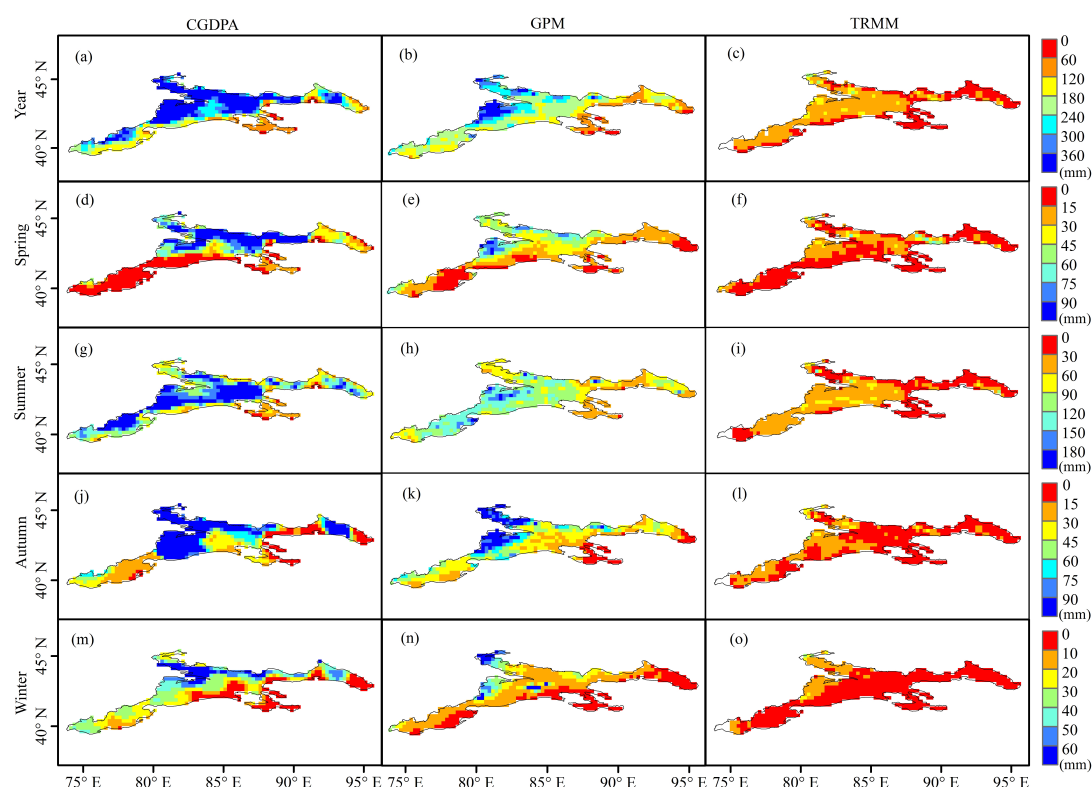 CGDPA GPM TRMM
Year 45° N 40° N (a) (b) (c) 0 60 120 180 240 300 360 (mm)
Spring 45° N 40° N (d) (e) (f) 0 15 30 45 60 75 90 (mm)
Summer 45° N 40° N (g) (h) (i) 0 30 60 90 120 150 180 (mm)
Autumn 45° N 40° N (j) (k) (l) 0 15 30 45 60 75 90 (mm)
Winter 45° N 40° N (m) (n) (o) 0 10 20 30 40 50 60 (mm)
75° E 80° E 85° E 90° E 95° E 75° E 80° E 85° E 90° E 95° E 75° E 80° E 85° E 90° E 95° E